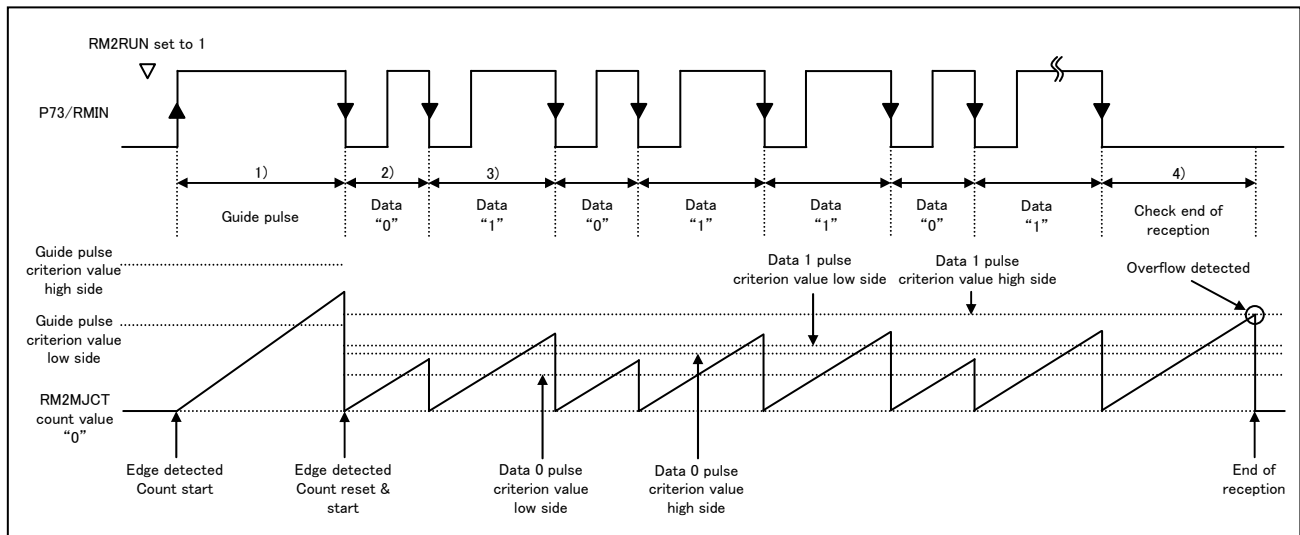 RM2RUN set to 1
P73/RMIN
1)
2)
3)
4)
Guide pulse
Data
“0”
Data
“1”
Data
“0”
Data
“1”
Data
“1”
Data
“0”
Data
“1”
Check end of
reception
Guide pulse
criterion value
high side
Data 1 pulse
criterion value low side
Data 1 pulse
criterion value high side
Overflow detected
Guide pulse
criterion value
low side
RM2MJCT
count value
“0”
Edge detected
Count start
Edge detected
Count reset &
start
Data 0 pulse
criterion value
low side
Data 0 pulse
criterion value
high side
End of
reception